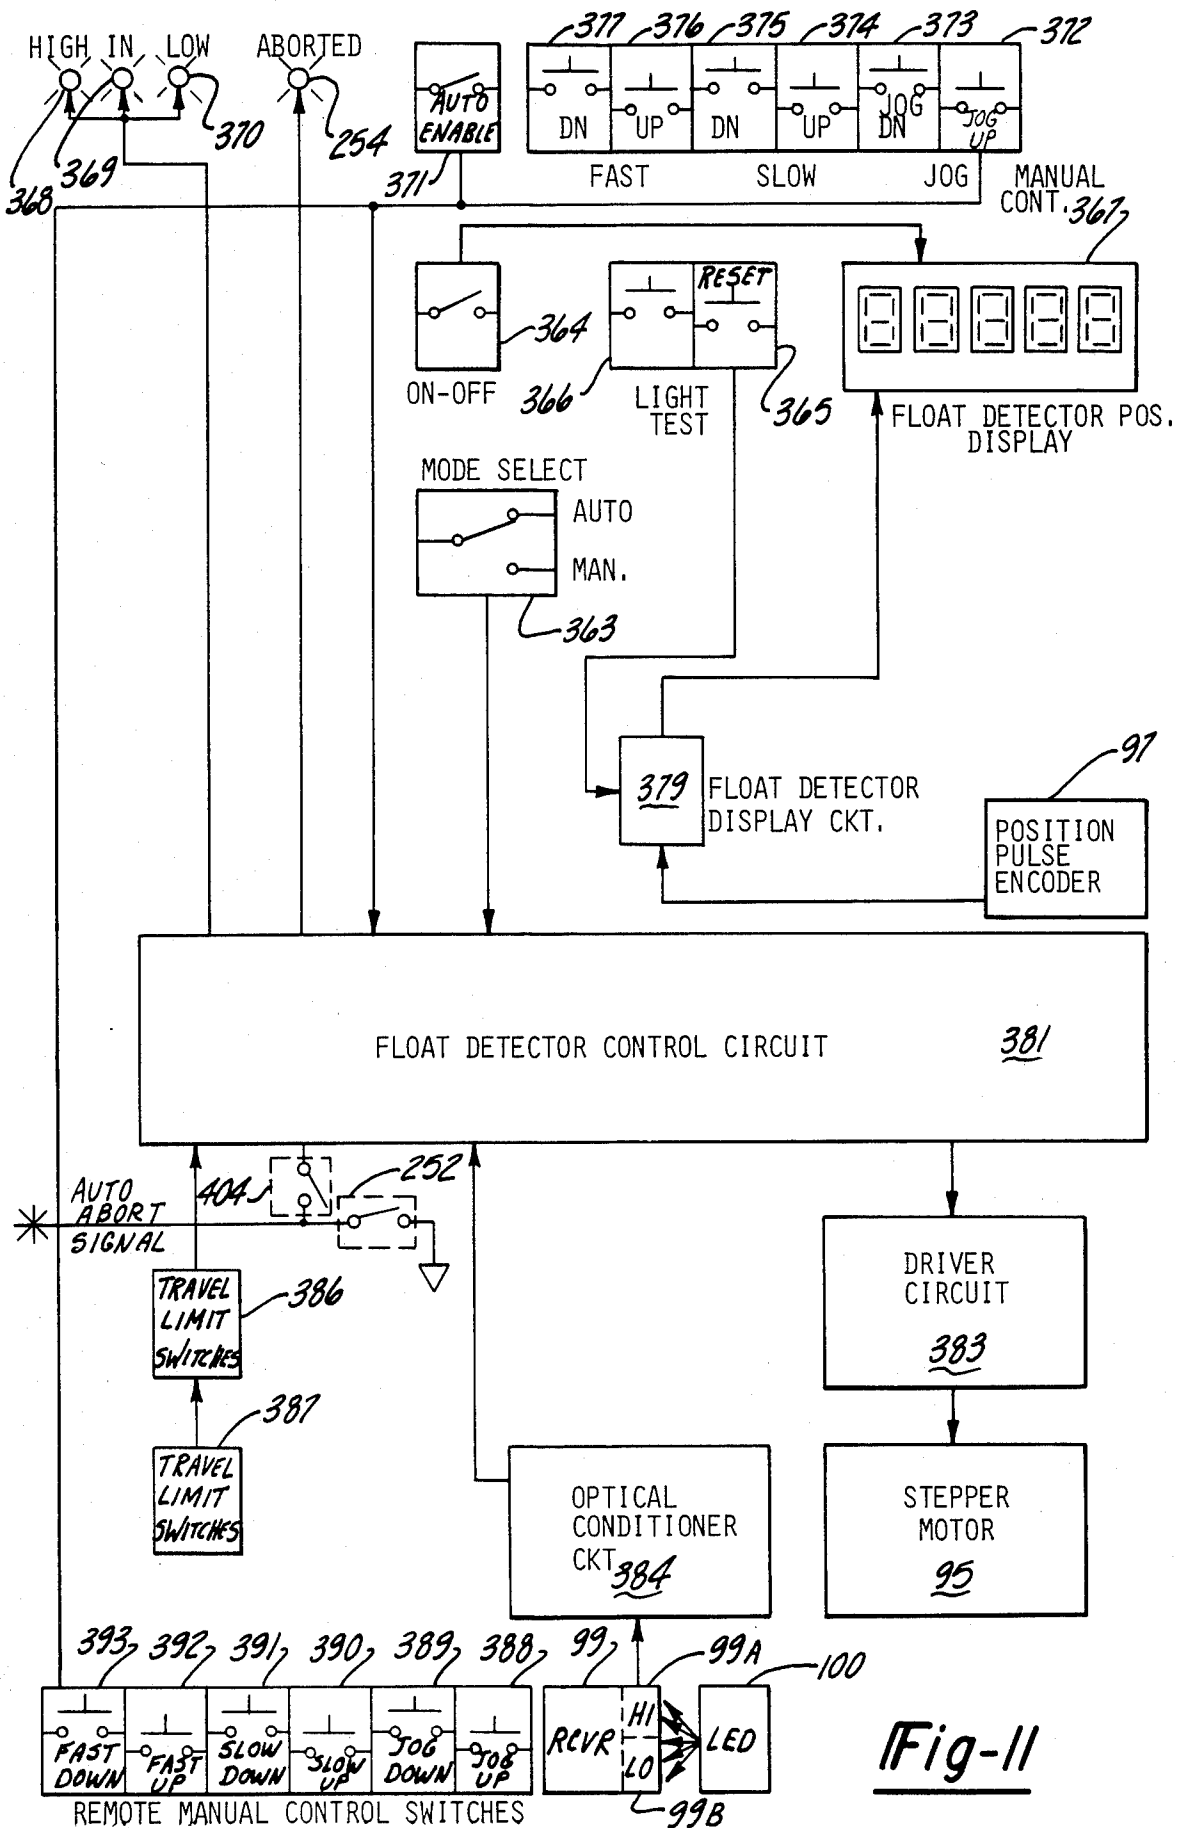 377 376 375 374 373 372
HIGH IN LOW ABORTED
AUTO
ENABLE
DN UP DN UP JOG
DN JOG
UP
368 369 370 254 371
FAST SLOW JOG MANUAL
CONT. 367
RESET
364
ON-OFF
366 LIGHT
TEST 365
FLOAT DETECTOR POS.
DISPLAY
MODE SELECT
AUTO
MAN.
363
379 FLOAT DETECTOR
DISPLAY CKT.
97
POSITION
PULSE
ENCODER
FLOAT DETECTOR CONTROL CIRCUIT 381
404 252
AUTO
ABORT
SIGNAL
TRAVEL
LIMIT
SWITCHES
386
387
TRAVEL
LIMIT
SWITCHES
DRIVER
CIRCUIT
383
OPTICAL
CONDITIONER
CKT. 384
STEPPER
MOTOR
95
393 392 391 390 389 388 99 99A 100
FAST
DOWN
FAST
UP
SLOW
DOWN
SLOW
UP
JOG
DOWN
JOG
UP
RCVR HI
LO
LED
99B
REMOTE MANUAL CONTROL SWITCHES
Fig-11